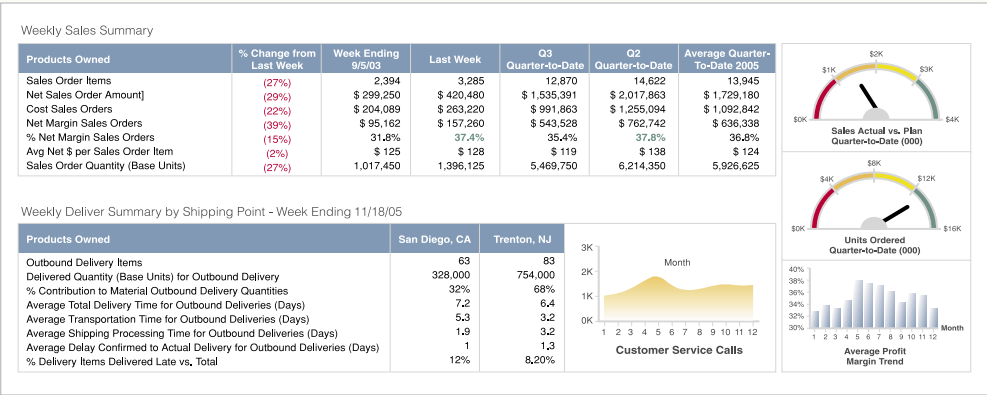 Weekly Sales Summary
Products Owned % Change from Last Week Week Ending 9/5/03 Last Week Q3 Quarter-to-Date Q2 Quarter-to-Date Average Quarter-To-Date 2005
Sales Order Items (27%) 2,394 3,285 12,870 14,622 13,945
Net Sales Order Amount] (29%) $ 299,250 $ 420,480 $ 1,535,391 $ 2,017,863 $ 1,729,180
Cost Sales Orders (22%) $ 204,089 $ 263,220 $ 991,863 $ 1,255,094 $ 1,092,842
Net Margin Sales Orders (39%) $ 95,162 $ 157,260 $ 543,528 $ 762,742 $ 636,338
% Net Margin Sales Orders (15%) 31.8% 37.4% 35.4% 37.8% 36.8%
Avg Net $ per Sales Order Item (2%) $ 125 $ 128 $ 119 $ 138 $ 124
Sales Order Quantity (Base Units) (27%) 1,017,450 1,396,125 5,469,750 6,214,350 5,926,625
$0K $1K $2K $3K $4K
Sales Actual vs. Plan
Quarter-to-Date (000)
$0K $4K $8K $12K $16K
Units Ordered
Quarter-to-Date (000)
Weekly Deliver Summary by Shipping Point - Week Ending 11/18/05
Products Owned San Diego, CA Trenton, NJ
Outbound Delivery Items 63 83
Delivered Quantity (Base Units) for Outbound Delivery 328,000 754,000
% Contribution to Material Outbound Delivery Quantities 32% 68%
Average Total Delivery Time for Outbound Deliveries (Days) 7.2 6.4
Average Transportation Time for Outbound Deliveries (Days) 5.3 3.2
Average Shipping Processing Time for Outbound Deliveries (Days) 1.9 3.2
Average Delay Confirmed to Actual Delivery for Outbound Deliveries (Days) 1 1.3
% Delivery Items Delivered Late vs. Total 12% 8.20%
3K
2K
1K
0K
Month
1 2 3 4 5 6 7 8 9 10 11 12
Customer Service Calls
40%
38%
36%
34%
32%
30%
Month
1 2 3 4 5 6 7 8 9 10 11 12
Average Profit
Margin Trend